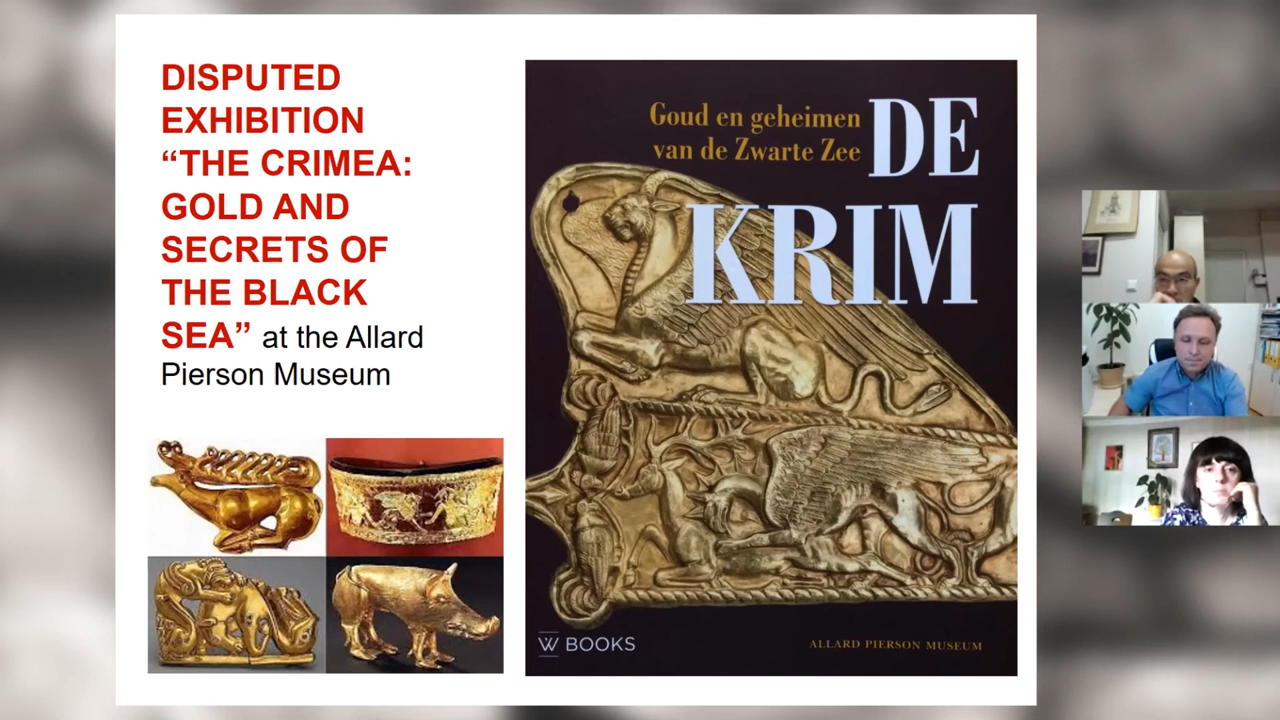 DISPUTED
EXHIBITION
“THE CRIMEA:
GOLD AND
SECRETS OF
THE BLACK
SEA” at the Allard
Pierson Museum
Goud en geheimen
van de Zwarte Zee
DE
KRIM
W BOOKS
ALLARD PIERSON MUSEUM